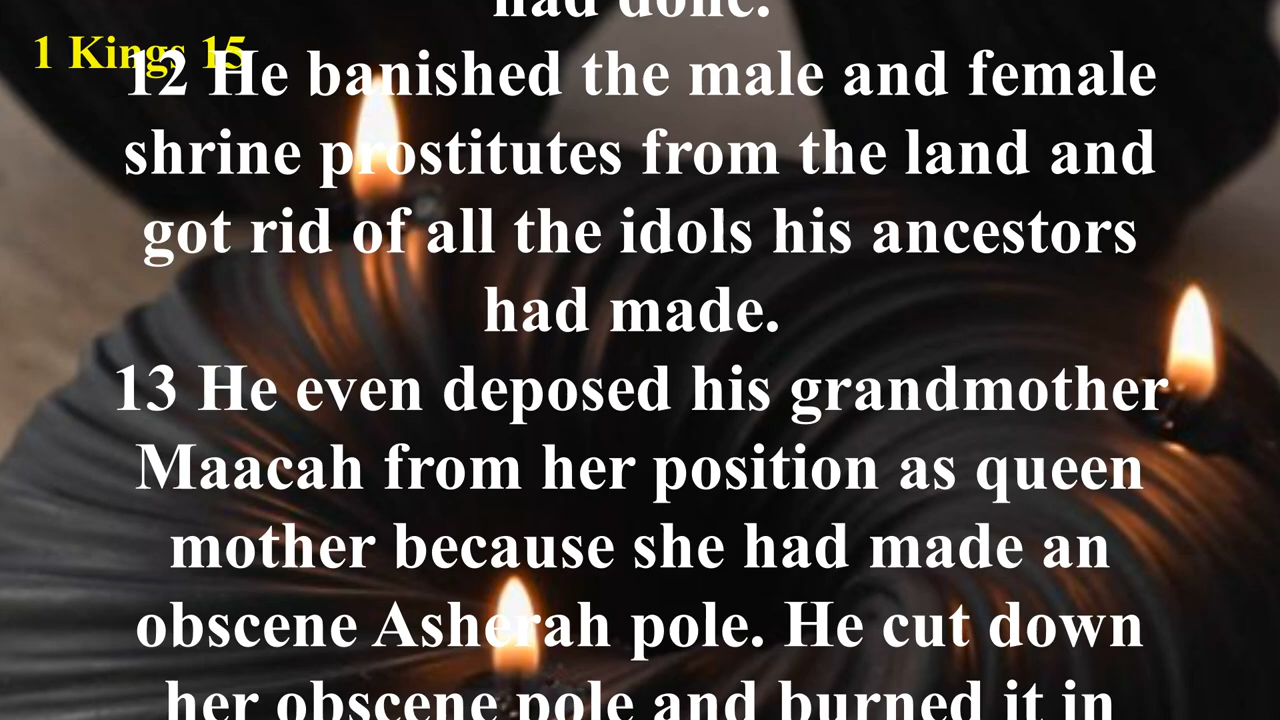 had done.
1 Kings 15
12 He banished the male and female
shrine prostitutes from the land and
got rid of all the idols his ancestors
had made.
13 He even deposed his grandmother
Maacah from her position as queen
mother because she had made an
obscene Asherah pole. He cut down
her obscene pole and burned it in